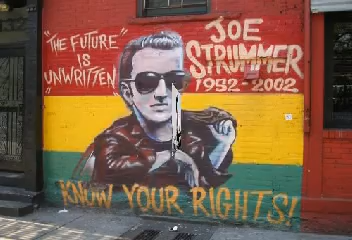 "THE FUTURE"
IS
UNWRITTEN"
JOE
STRUMMER
1952-2002
KNOW YOUR RIGHTS!